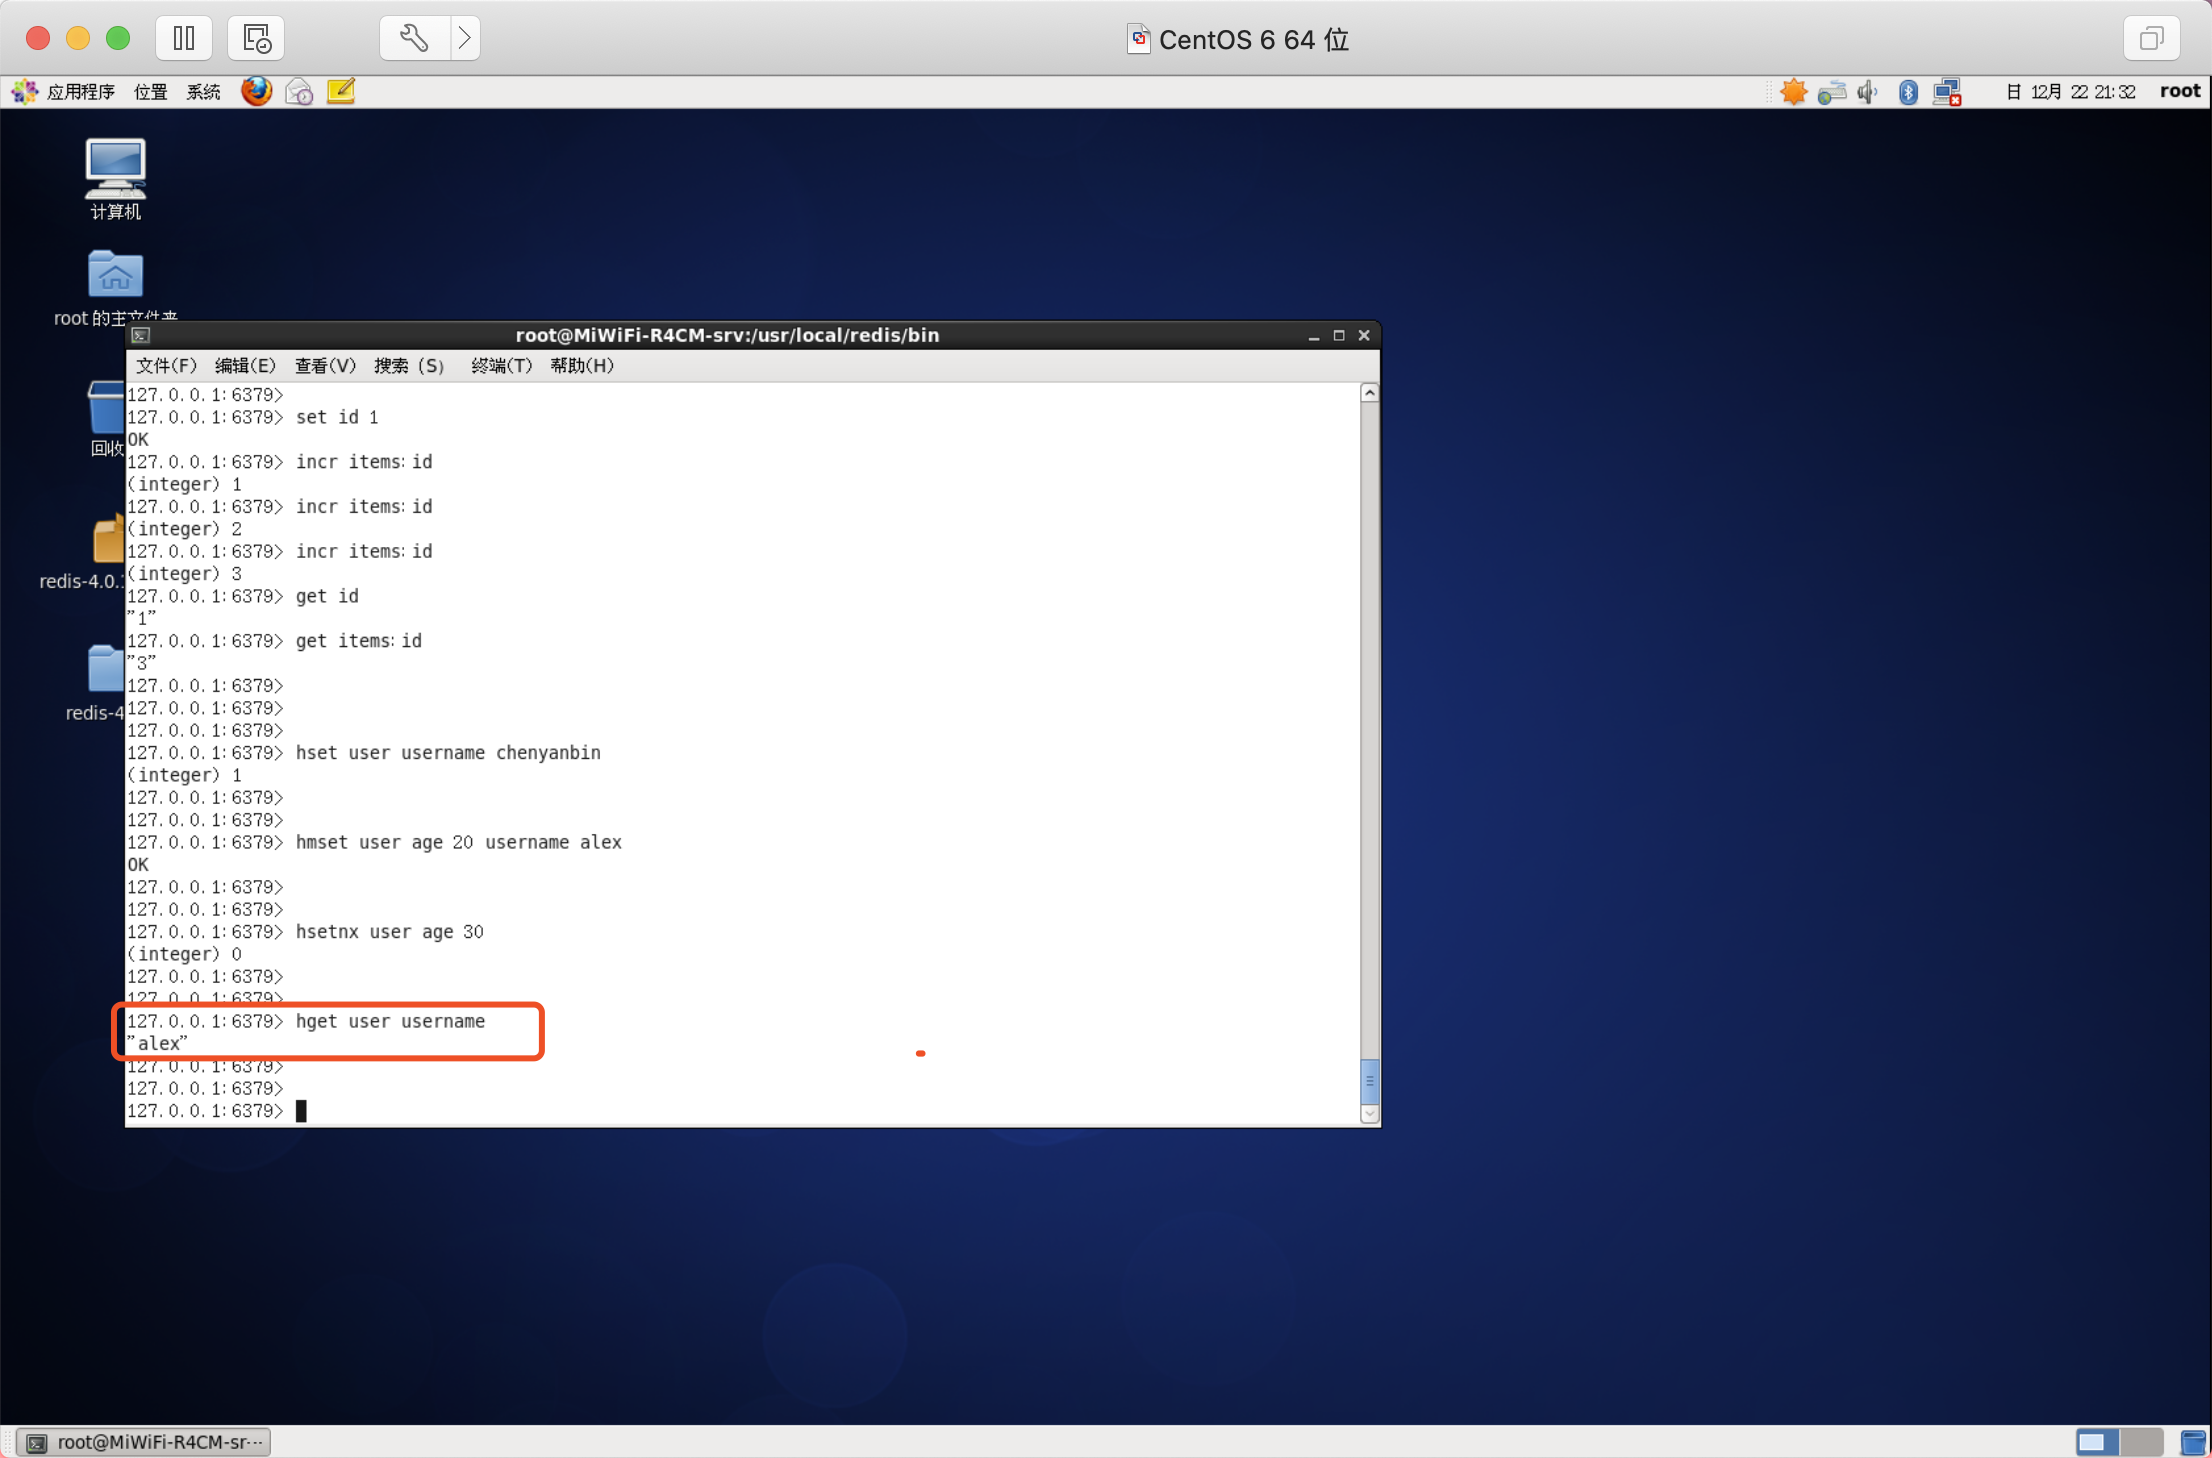 CentOS 6 64 位
应用程序 位置 系统
日 12月 22 21:32 root
计算机
root 的主文件夹
回收
redis-4.0.
redis-4
root@MiWiFi-R4CM-srv:/usr/local/redis/bin
文件(F) 编辑(E) 查看(V) 搜索 (S) 终端(T) 帮助(H)
127.0.0.1:6379>
127.0.0.1:6379> set id 1
OK
127.0.0.1:6379> incr items:id
(integer) 1
127.0.0.1:6379> incr items:id
(integer) 2
127.0.0.1:6379> incr items:id
(integer) 3
127.0.0.1:6379> get id
"1"
127.0.0.1:6379> get items:id
"3"
127.0.0.1:6379>
127.0.0.1:6379>
127.0.0.1:6379>
127.0.0.1:6379> hset user username chenyanbin
(integer) 1
127.0.0.1:6379>
127.0.0.1:6379>
127.0.0.1:6379> hmset user age 20 username alex
OK
127.0.0.1:6379>
127.0.0.1:6379>
127.0.0.1:6379> hsetnx user age 30
(integer) 0
127.0.0.1:6379>
127.0.0.1:6379>
127.0.0.1:6379> hget user username
"alex"
127.0.0.1:6379>
127.0.0.1:6379>
127.0.0.1:6379>
root@MiWiFi-R4CM-sr···